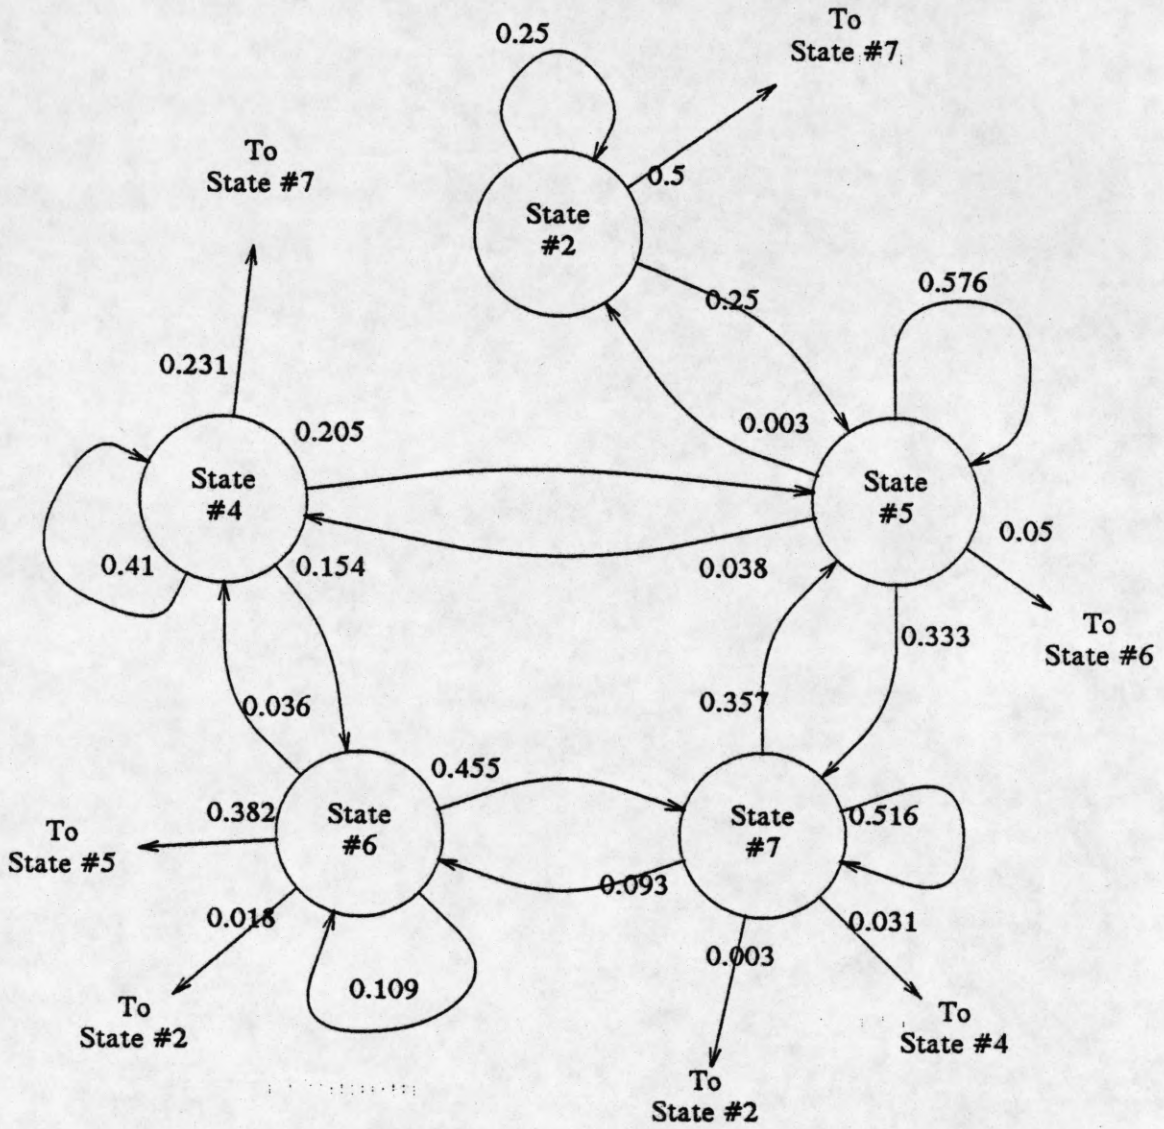 To
State #7
0.25
To
State #7
0.5
State
#2
0.25
0.576
0.231
0.205
0.003
State
#4
State
#5
0.05
0.41
0.154
0.038
To
State #6
0.333
0.036
0.357
0.455
0.382
State
#6
State
#7
0.516
To
State #5
0.093
0.018
0.031
0.003
0.109
To
State #2
To
State #4
To
State #2